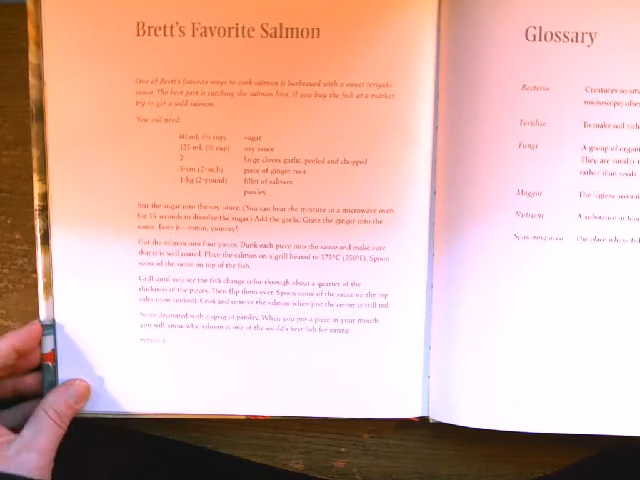 Brett's Favorite Salmon
One of Brett's favorite ways to cook salmon is barbecued with a sweet teriyaki
sauce. The best part is catching the salmon first. If you buy the fish at a market,
try to get a wild salmon.
You will need:
60 mL (¼ cup) sugar
125 mL (½ cup) soy sauce
2 large cloves garlic, peeled and chopped
5-cm (2-inch) piece of ginger root
1-kg (2-pound) fillet of salmon
parsley
Stir the sugar into the soy sauce. (You can heat the mixture in a microwave oven
for 15 seconds to dissolve the sugar.) Add the garlic. Grate the ginger into the
sauce. Taste it—mmm, yummy!
Cut the salmon into four pieces. Dunk each piece into the sauce and make sure
that it is well coated. Place the salmon on a grill heated to 175°C (350°F). Spoon
some of the sauce on top of the fish.
Grill until you see the fish change color through about a quarter of the
thickness of the pieces. Then flip them over. Spoon some of the sauce on the top
sides (now cooked). Cook and remove the salmon when just the center is still red.
Serve decorated with a sprig of parsley. When you put a piece in your mouth,
you will know why salmon is one of the world's best fish for eating.
Glossary
Bacteria Creatures so
microscope; often
Fertilize To make soil rich
Fungi A group of
They are similar
rather than seeds
Maggot
Nutrient A substance in
Spawning area The place where